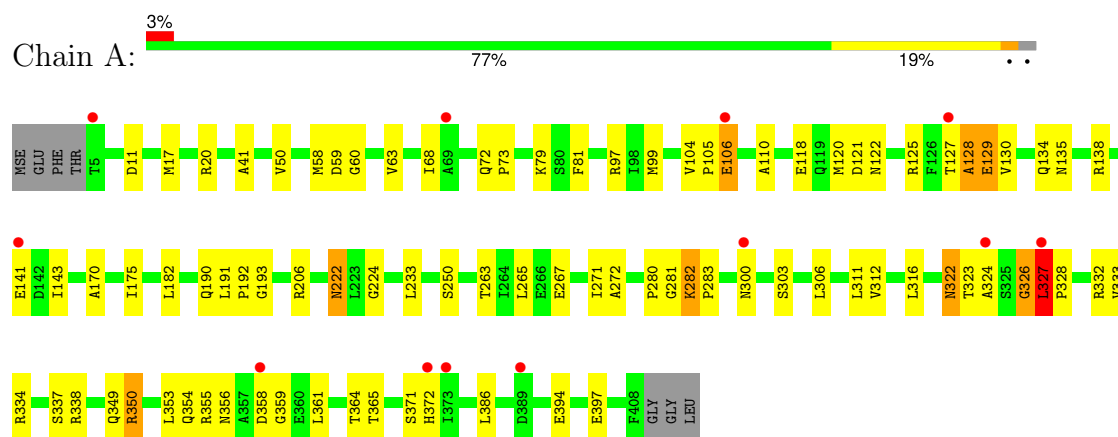 3%
Chain A:
77% 19% • •
MSE GLU PHE THR T5 D11 M17 R20 A41 V50 M58 D59 G60 V63 I68 A69 Q72 P73 K79 S80 F81 R97 I98 M99 V104 P105 E106 A110 E118 Q119 M120 D121 N122 R125 F126 T127 A128 E129 V130 Q134 N135 R138
E141 D142 I143 A170 I175 L182 Q190 L191 P192 G193 R206 N222 L223 G224 L233 S250 T263 I264 L265 E266 E267 I271 A272 P280 G281 K282 P283 N300 S303 L306 L311 V312 L316 N322 T323 A324 S325 G326 L327 P328 R332 V333
R334 S337 R338 Q349 R350 L353 Q354 R355 N356 A357 D358 G359 E360 L361 T364 T365 S371 H372 I373 L386 D389 E394 E397 F408 GLY GLY LEU